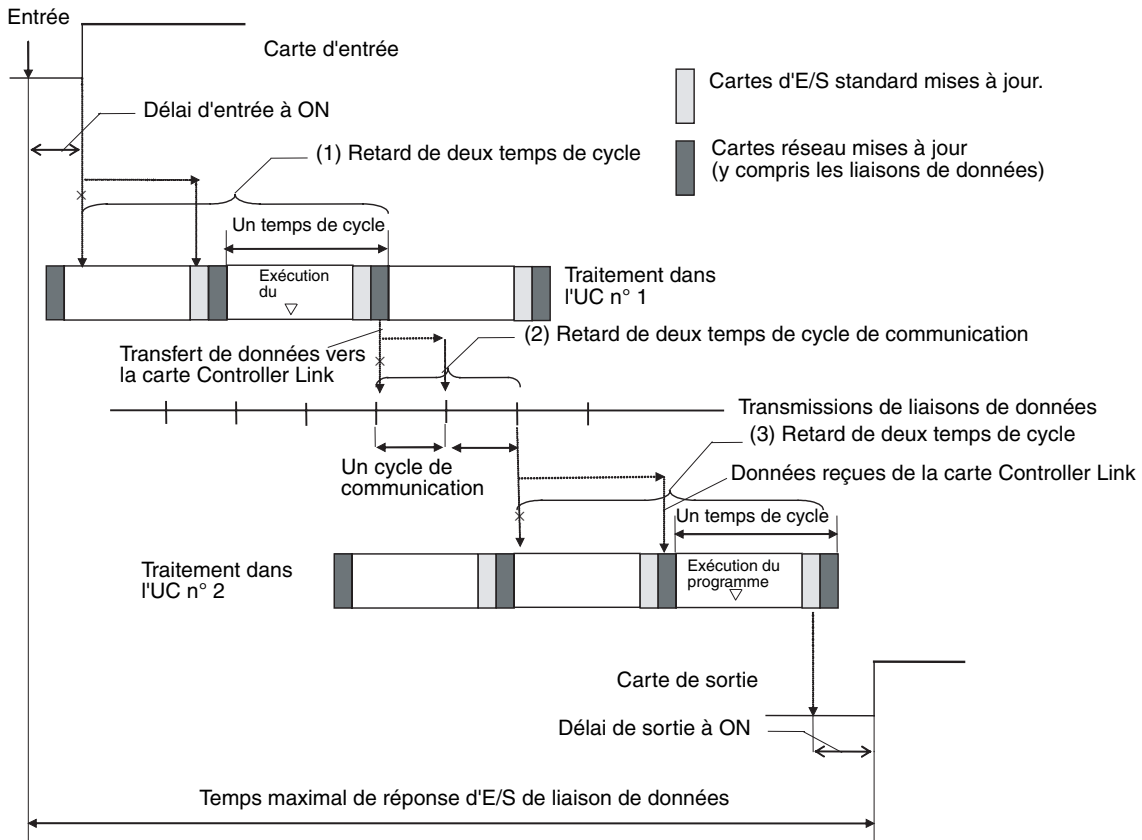 Entrée
Carte d'entrée
Cartes d'E/S standard mises à jour.
Délai d'entrée à ON
Cartes réseau mises à jour
(y compris les liaisons de données)
(1) Retard de deux temps de cycle
Un temps de cycle
Exécution
du
Traitement dans
l'UC n° 1
(2) Retard de deux temps de cycle de communication
Transfert de données vers
la carte Controller Link
Transmissions de liaisons de données
(3) Retard de deux temps de cycle
Un cycle de
communication
Données reçues de la carte Controller Link
Un temps de cycle
Traitement dans
l'UC n° 2
Exécution du
programme
Carte de sortie
Délai de sortie à ON
Temps maximal de réponse d'E/S de liaison de données